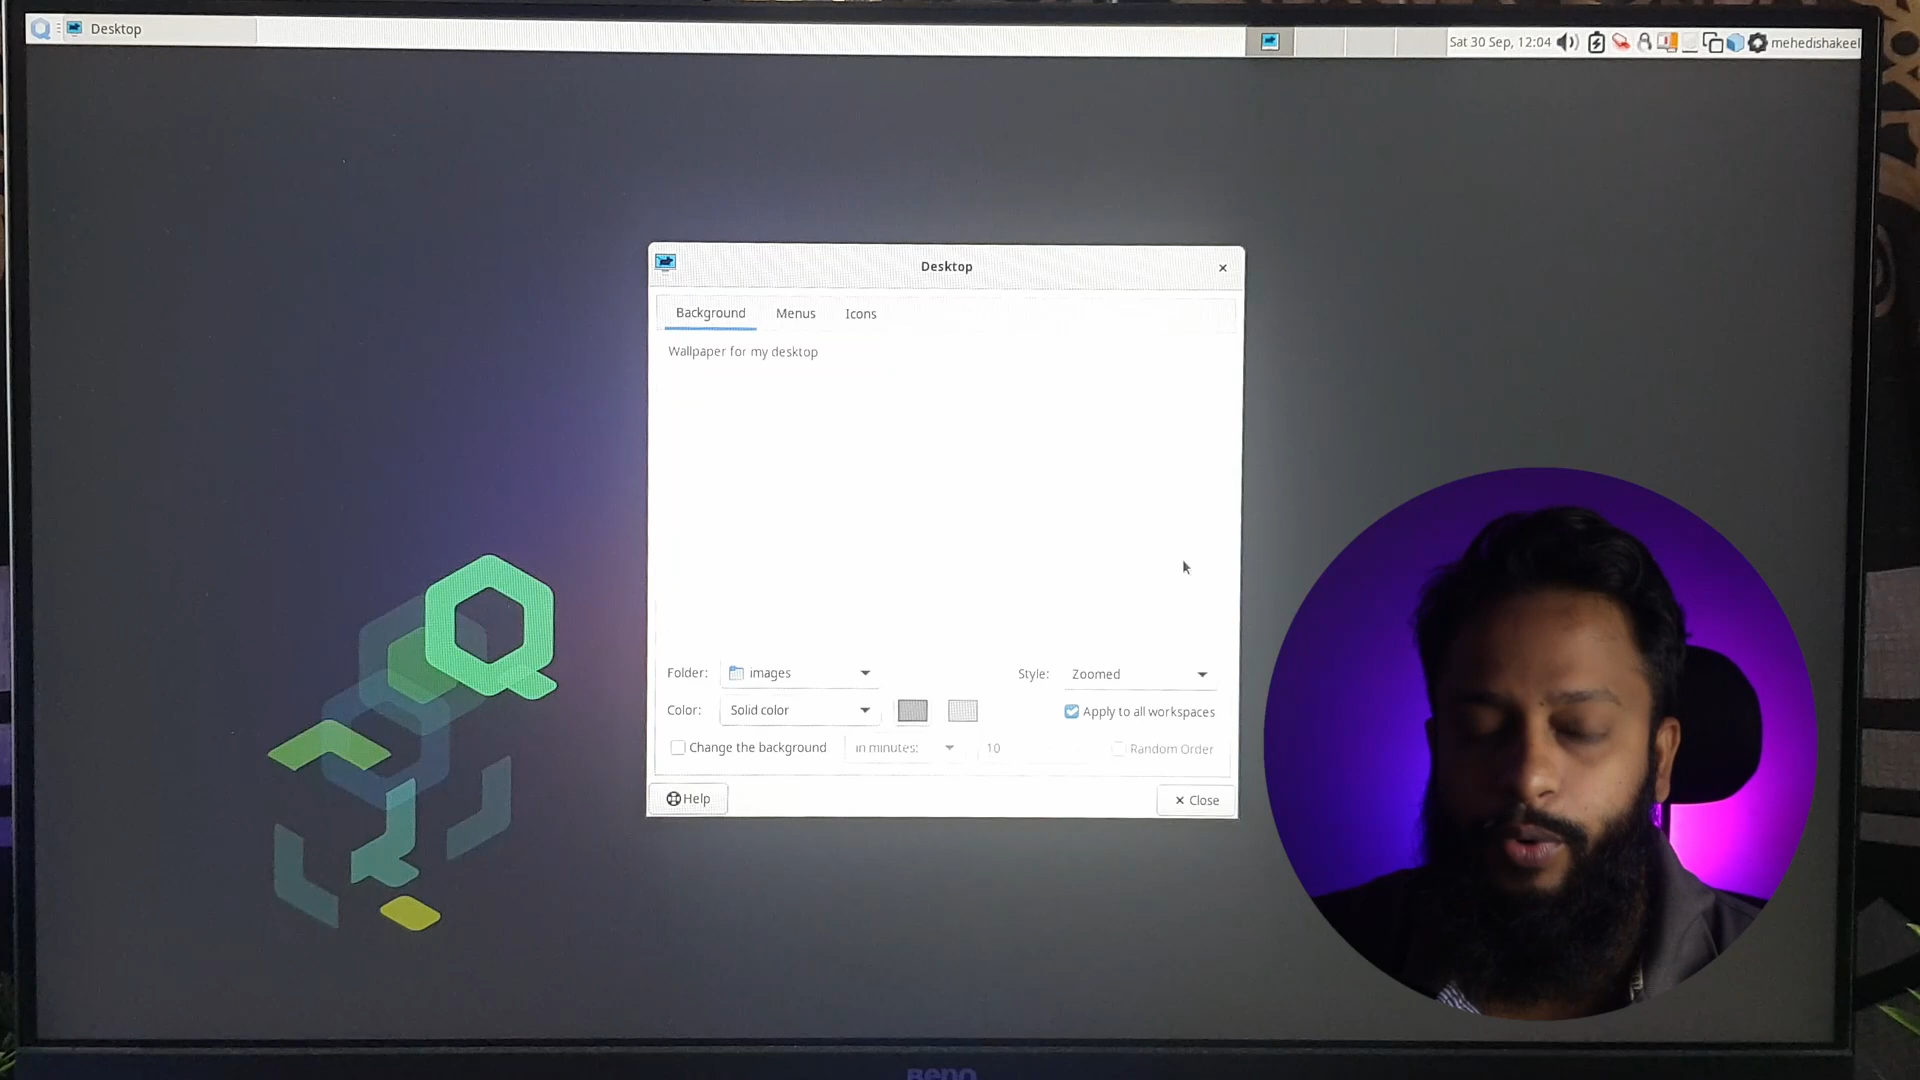 Desktop
Sat 30 Sep, 12:04
mehedishakeel
Desktop
Background Menus Icons
Wallpaper for my desktop
Folder: images Style: Zoomed
Color: Solid color Apply to all workspaces
Change the background in minutes: 10 Random Order
Help Close
BenQ